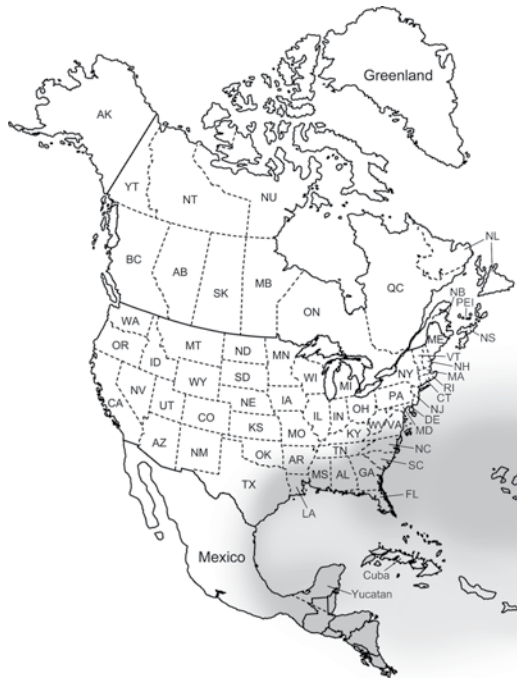 Greenland
AK
YT
NT
NU
NL
BC
AB
SK
MB
ON
QC
NB
PEI
NS
ME
WA
OR
ID
MT
ND
MN
WI
MI
NY
VT
NH
MA
RI
CT
NJ
DE
MD
WY
SD
IA
NE
NV
UT
CO
KS
MO
IL
IN
OH
PA
WV
VA
KY
CA
AZ
NM
OK
AR
TN
NC
SC
MS
AL
GA
TX
LA
FL
Mexico
Cuba
Yucatan